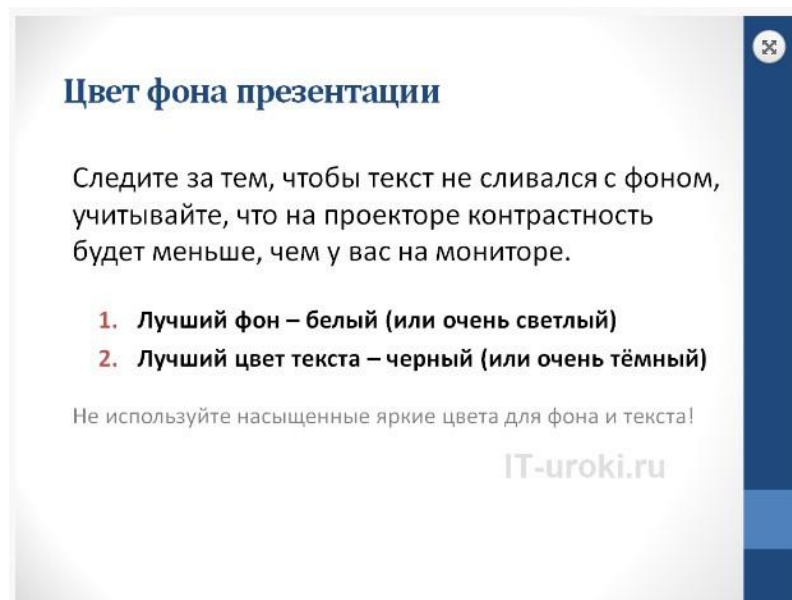 Цвет фона презентации
Следите за тем, чтобы текст не сливался с фоном,
учитывайте, что на проекторе контрастность
будет меньше, чем у вас на мониторе.
1. Лучший фон – белый (или очень светлый)
2. Лучший цвет текста – черный (или очень тёмный)
Не используйте насыщенные яркие цвета для фона и текста!
IT-uroki.ru